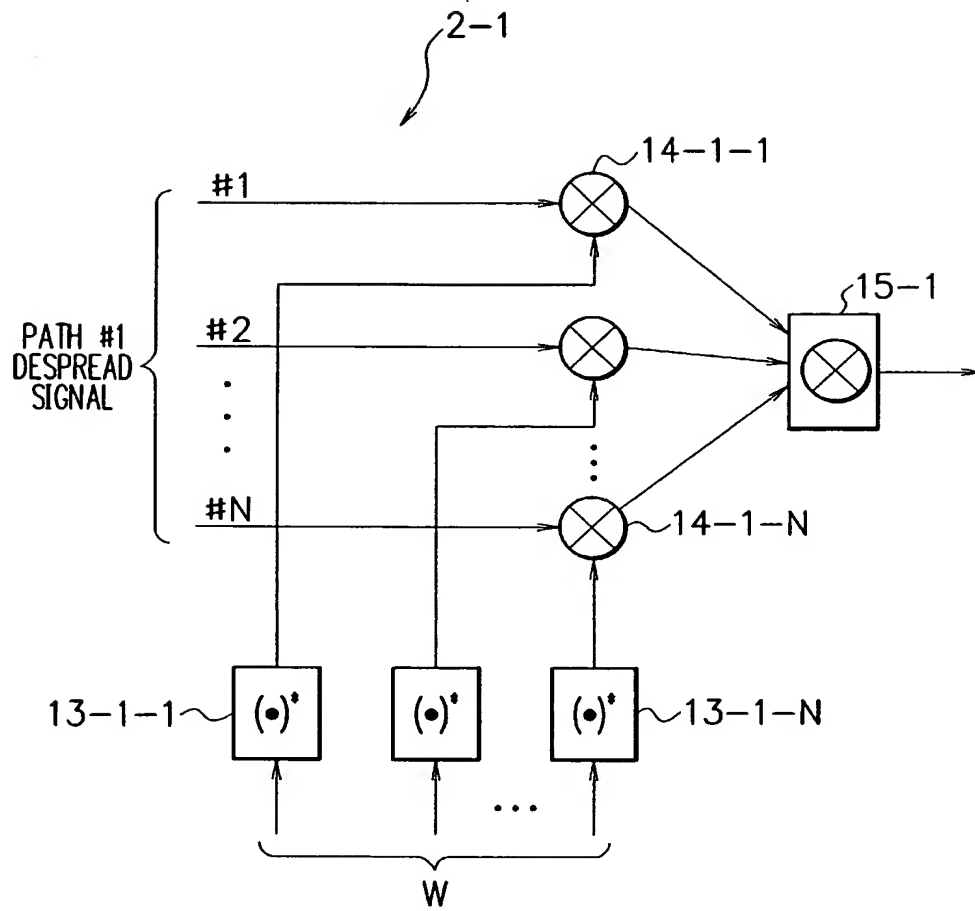 2-1
14-1-1
#1
15-1
PATH #1
DESPREAD
SIGNAL
#2
#N
14-1-N
13-1-1
(•)*
(•)*
(•)*
13-1-N
W